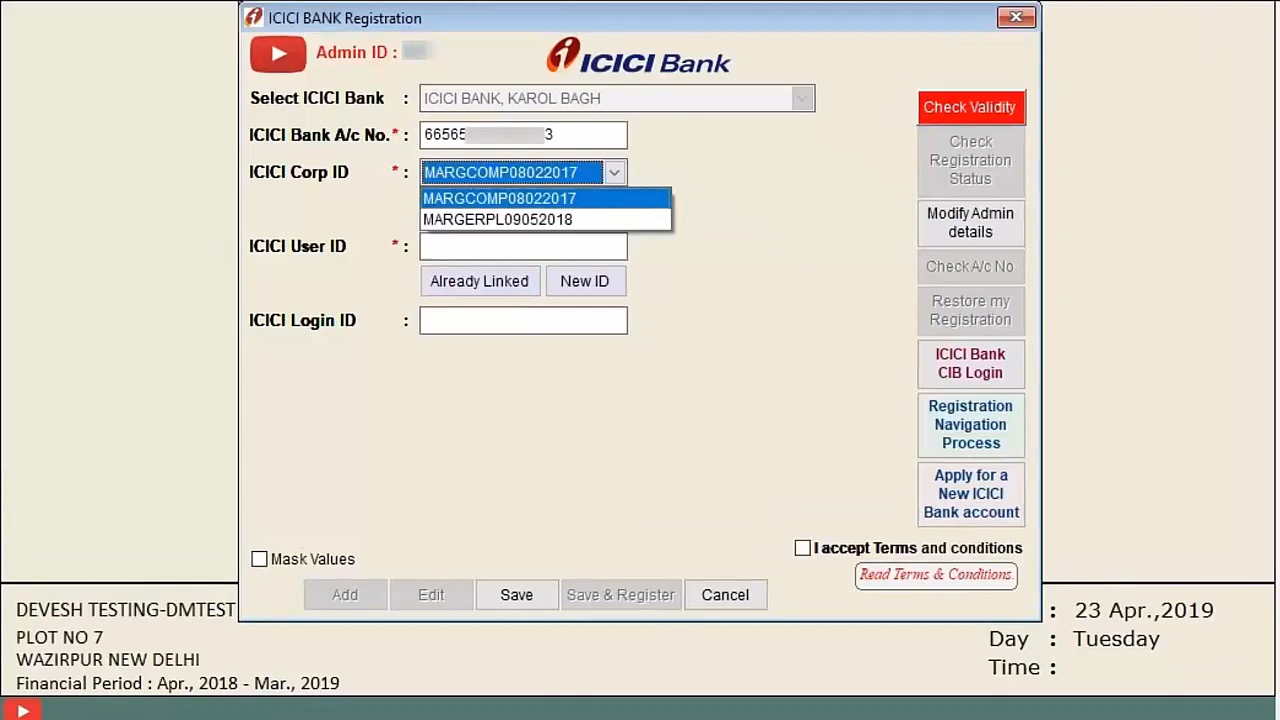 ICICI BANK Registration
Admin ID :
ICICI Bank
Select ICICI Bank : ICICI BANK, KAROL BAGH
ICICI Bank A/c No.* : 66565 3
ICICI Corp ID * : MARGCOMP08022017
MARGCOMP08022017
MARGERPL09052018
ICICI User ID * :
Already Linked New ID
ICICI Login ID :
Check Validity
Check
Registration
Status
Modify Admin
details
Check A/c No
Restore my
Registration
ICICI Bank
CIB Login
Registration
Navigation
Process
Apply for a
New ICICI
Bank account
I accept Terms and conditions
Read Terms & Conditions.
Mask Values
Add Edit Save Save & Register Cancel
DEVESH TESTING-DMTEST
PLOT NO 7
WAZIRPUR NEW DELHI
Financial Period : Apr., 2018 - Mar., 2019
: 23 Apr.,2019
Day : Tuesday
Time :